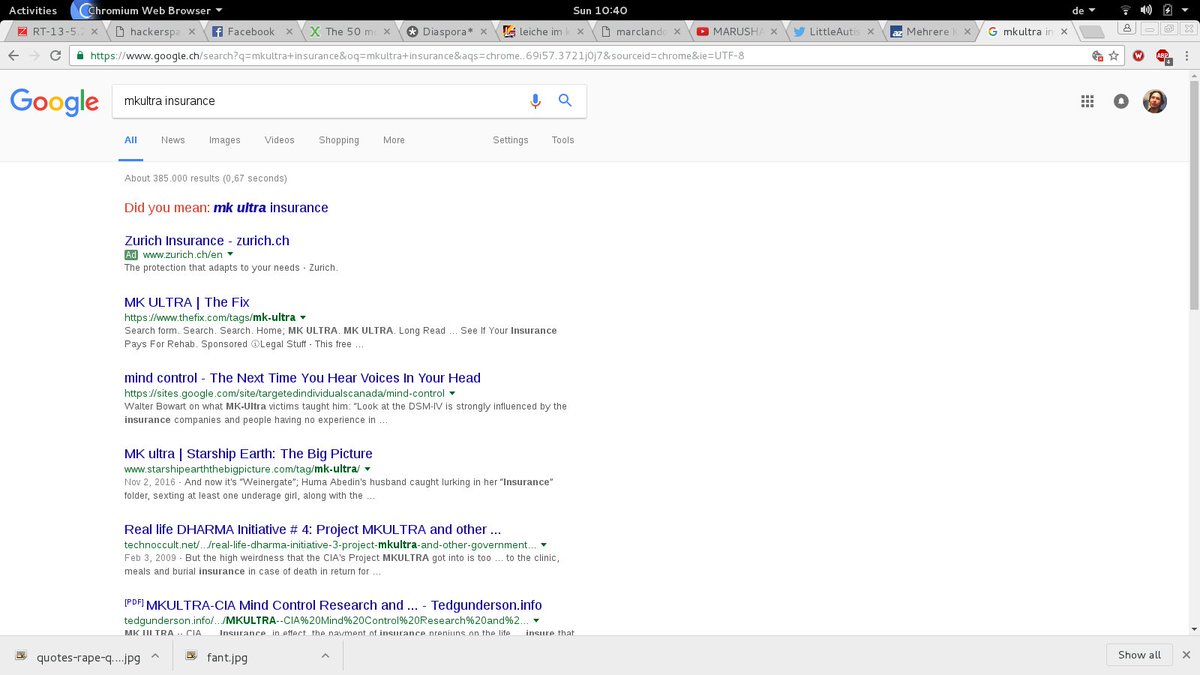 Activities Chromium Web Browser Sun 10:40 de
RT-13-5.2 hackerspa Facebook The 50 m Diaspora* leiche im k marclando MARUSHA LittleAutis Mehrere K mkultra in
https://www.google.ch/search?q=mkultra+insurance&oq=mkultra+insurance&aqs=chrome..69i57.3721j0j7&sourceid=chrome&ie=UTF-8
Google mkultra insurance
All News Images Videos Shopping More Settings Tools
About 385.000 results (0,67 seconds)
Did you mean: mk ultra insurance
Zurich Insurance - zurich.ch
Ad www.zurich.ch/en
The protection that adapts to your needs · Zurich.
MK ULTRA | The Fix
https://www.thefix.com/tags/mk-ultra
Search form. Search. Search. Home; MK ULTRA. MK ULTRA. Long Read ... See If Your Insurance
Pays For Rehab. Sponsored ⓘLegal Stuff - This free ...
mind control - The Next Time You Hear Voices In Your Head
https://sites.google.com/site/targetedindividualscanada/mind-control
Walter Bowart on what MK-Ultra victims taught him: "Look at the DSM-IV is strongly influenced by the
insurance companies and people having no experience in ...
MK ultra | Starship Earth: The Big Picture
www.starshipearththebigpicture.com/tag/mk-ultra/
Nov 2, 2016 - And now it's "Weinergate"; Huma Abedin's husband caught lurking in her "Insurance"
folder, sexting at least one underage girl, along with the ...
Real life DHARMA Initiative # 4: Project MKULTRA and other ...
technoccult.net/.../real-life-dharma-initiative-3-project-mkultra-and-other-government...
Feb 3, 2009 - But the high weirdness that the CIA's Project MKULTRA got into is too ... to the clinic,
meals and burial insurance in case of death in return for ...
[PDF] MKULTRA-CIA Mind Control Research and ... - Tedgunderson.info
tedgunderson.info/.../MKULTRA--CIA%20Mind%20Control%20Research%20and%2...
MK ULTRA -- CIA ... Insurance, in effect, the payment of insurance premiums on the life ... insure that
quotes-rape-q....jpg fant.jpg Show all